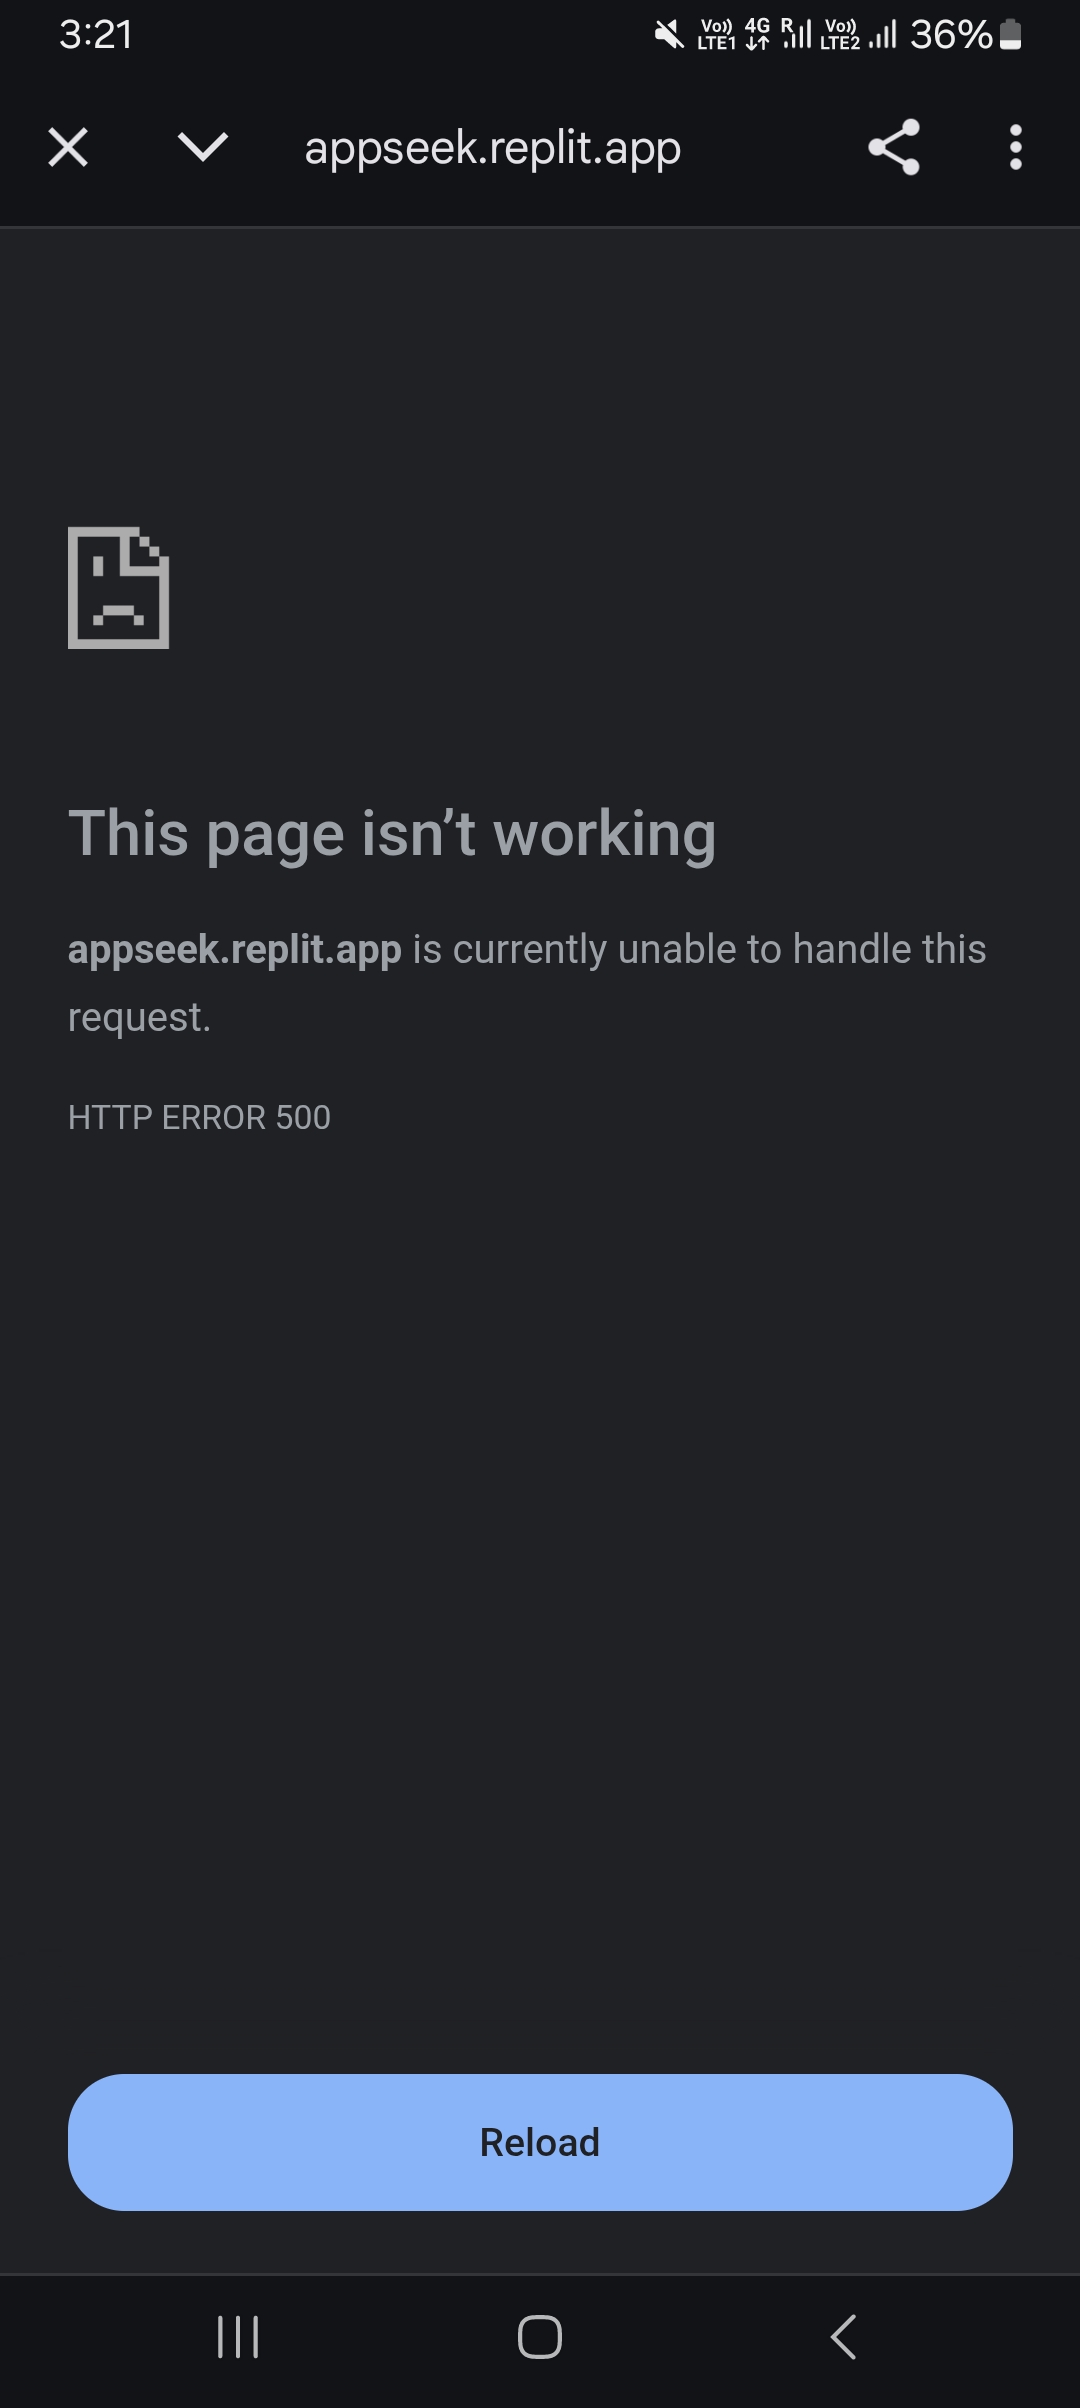 3:21
Vo)) LTE1 4G R Vo)) LTE2 36%
appseek.replit.app
This page isn’t working
appseek.replit.app is currently unable to handle this
request.
HTTP ERROR 500
Reload